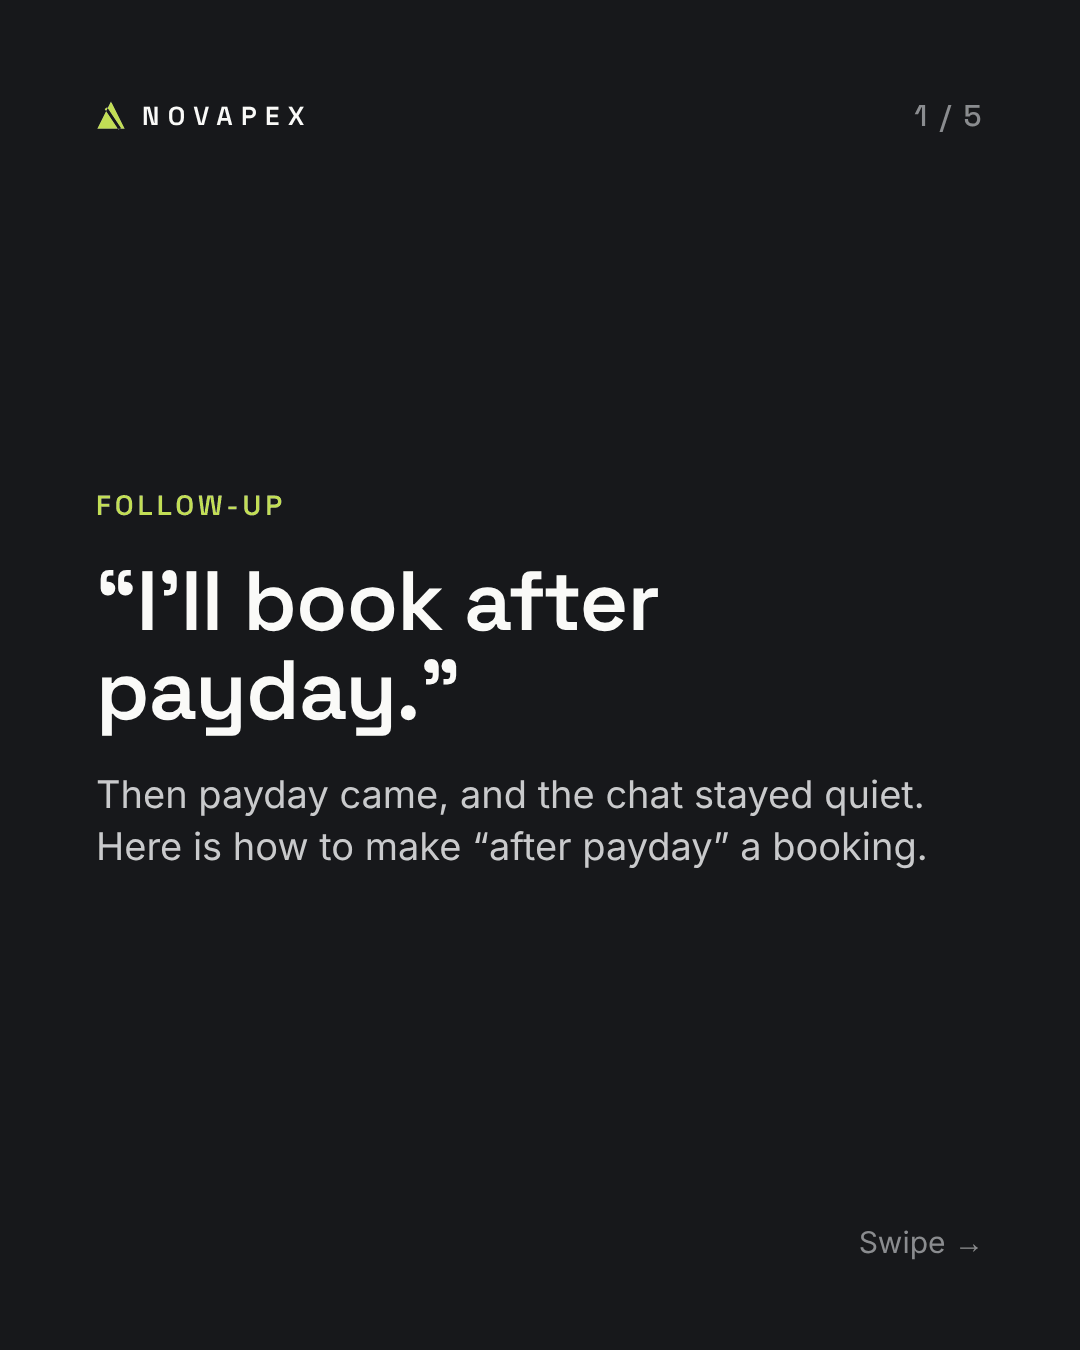 NOVAPEX
1 / 5
FOLLOW-UP
“I’ll book after
payday.”
Then payday came, and the chat stayed quiet.
Here is how to make “after payday” a booking.
Swipe →